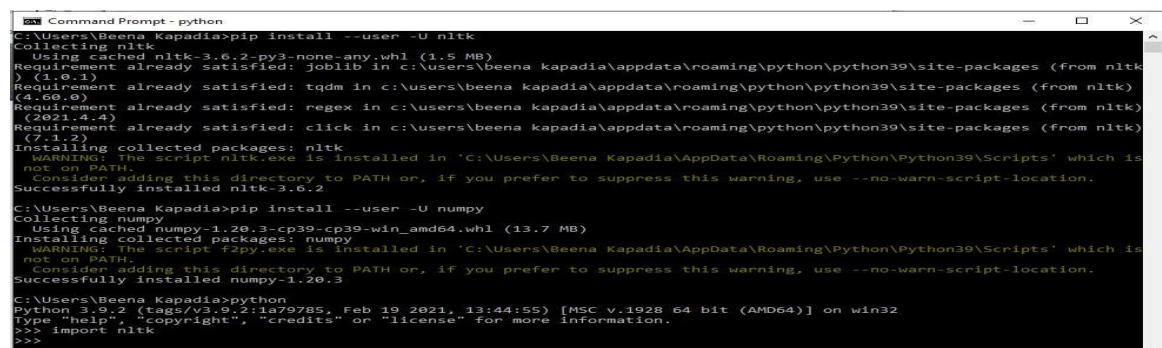 Command Prompt - python
C:\Users\Beena Kapadia>pip install --user -U nltk
Collecting nltk
  Using cached nltk-3.6.2-py3-none-any.whl (1.5 MB)
Requirement already satisfied: joblib in c:\users\beena kapadia\appdata\roaming\python\python39\site-packages (from nltk
) (1.0.1)
Requirement already satisfied: tqdm in c:\users\beena kapadia\appdata\roaming\python\python39\site-packages (from nltk)
(4.60.0)
Requirement already satisfied: regex in c:\users\beena kapadia\appdata\roaming\python\python39\site-packages (from nltk)
 (2021.4.4)
Requirement already satisfied: click in c:\users\beena kapadia\appdata\roaming\python\python39\site-packages (from nltk)
 (7.1.2)
Installing collected packages: nltk
  WARNING: The script nltk.exe is installed in 'C:\Users\Beena Kapadia\AppData\Roaming\Python\Python39\Scripts' which is
 not on PATH.
  Consider adding this directory to PATH or, if you prefer to suppress this warning, use --no-warn-script-location.
Successfully installed nltk-3.6.2
C:\Users\Beena Kapadia>pip install --user -U numpy
Collecting numpy
  Using cached numpy-1.20.3-cp39-cp39-win_amd64.whl (13.7 MB)
Installing collected packages: numpy
  WARNING: The script f2py.exe is installed in 'C:\Users\Beena Kapadia\AppData\Roaming\Python\Python39\Scripts' which is
 not on PATH.
  Consider adding this directory to PATH or, if you prefer to suppress this warning, use --no-warn-script-location.
Successfully installed numpy-1.20.3
C:\Users\Beena Kapadia>python
Python 3.9.2 (tags/v3.9.2:1a79785, Feb 19 2021, 13:44:55) [MSC v.1928 64 bit (AMD64)] on win32
Type "help", "copyright", "credits" or "license" for more information.
>>> import nltk
>>>